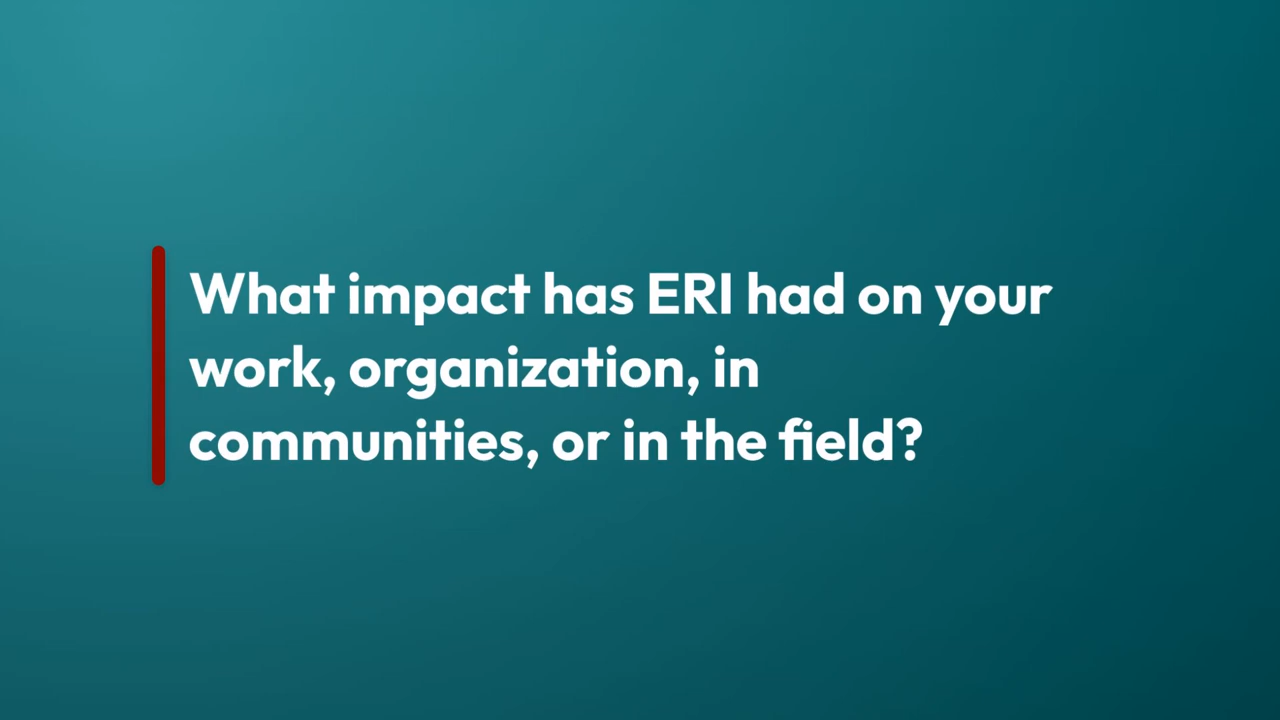 What impact has ERI had on your
work, organization, in
communities, or in the field?